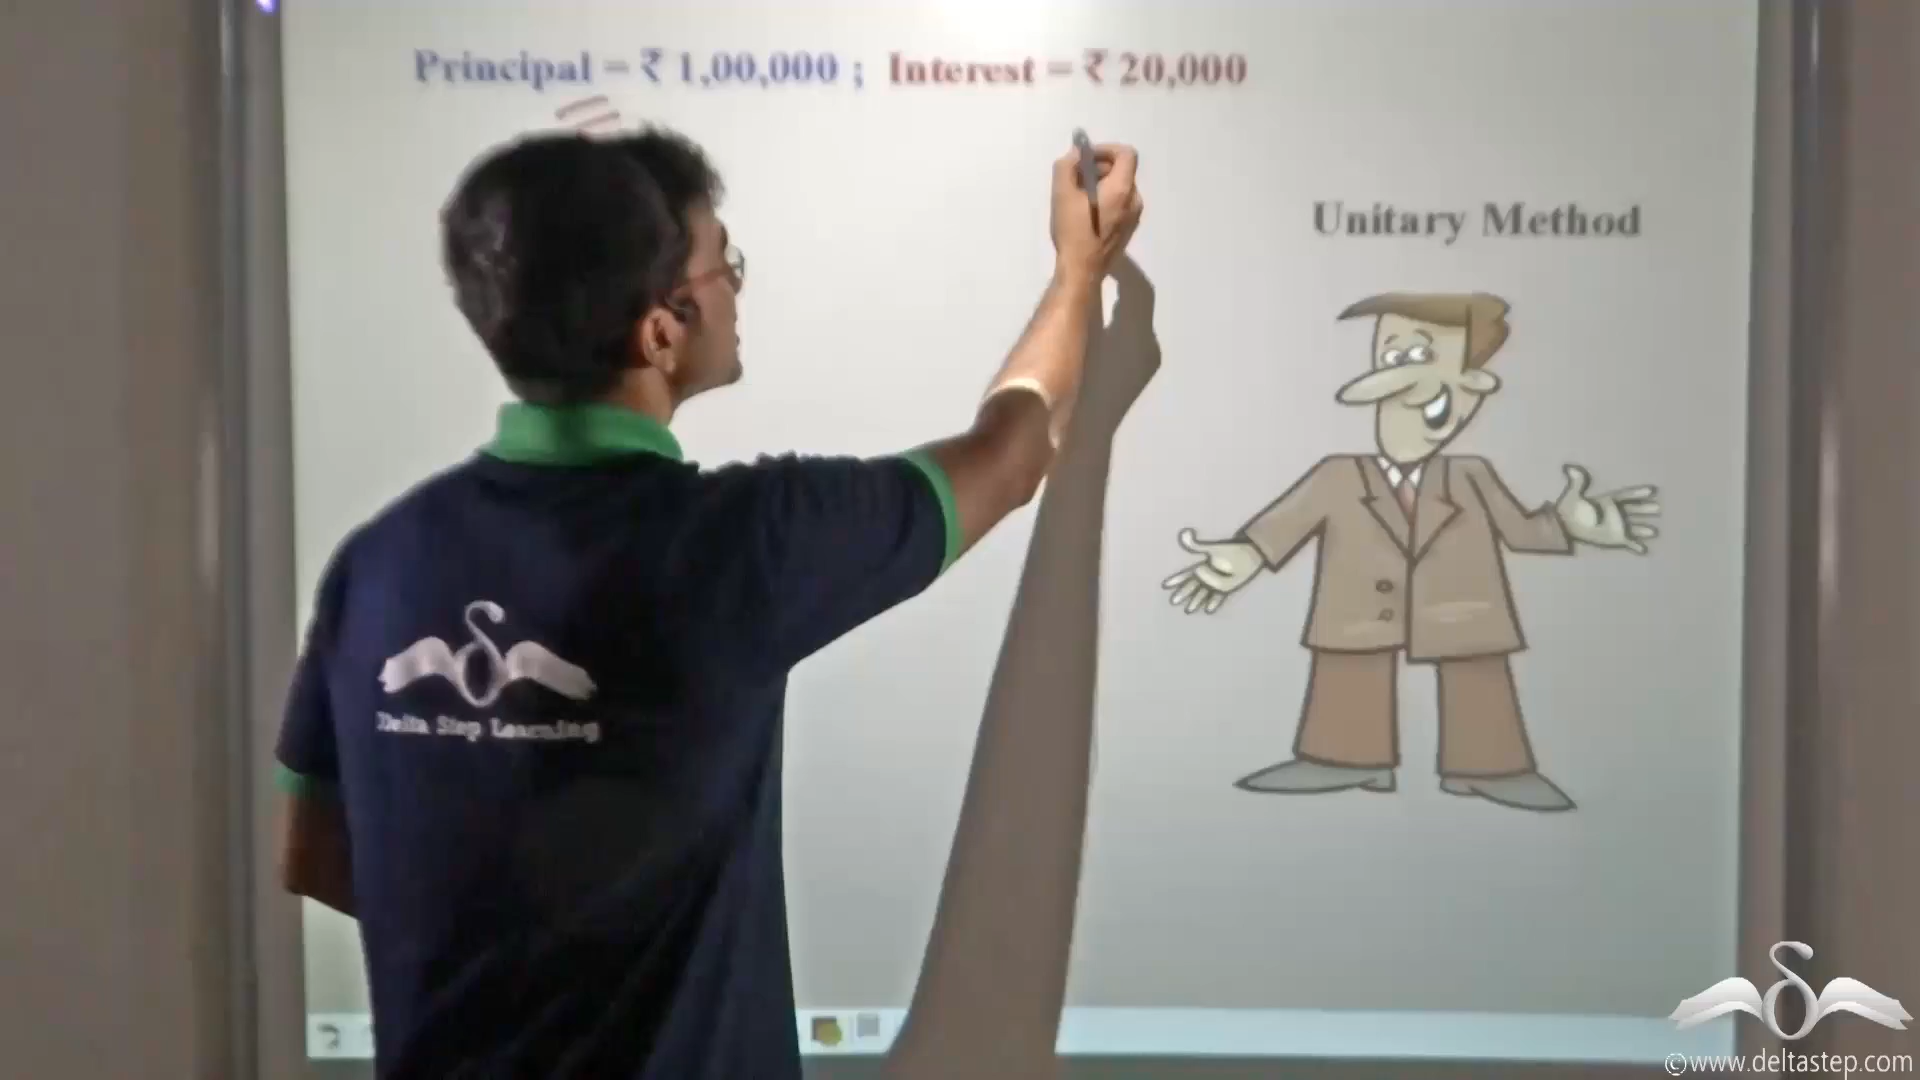 Principal = ₹ 1,00,000 ; Interest = ₹ 20,000
Unitary Method
Delta Step Learning
©www.deltastep.com